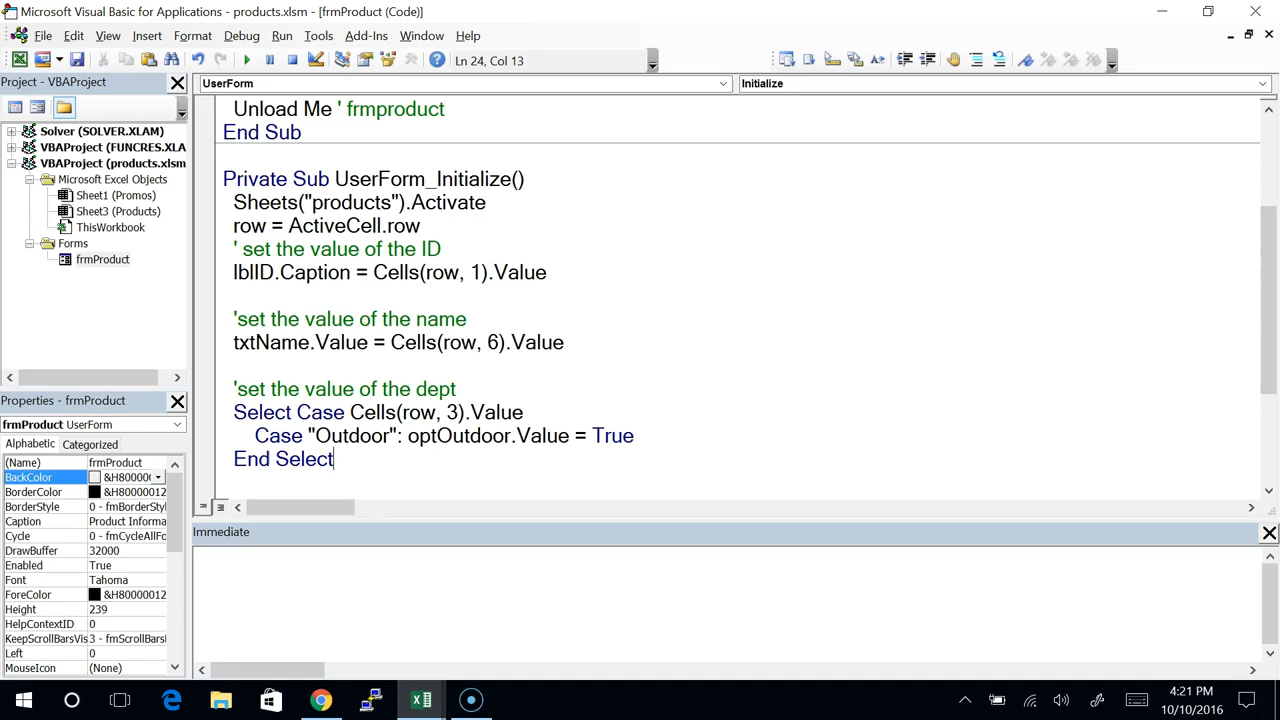 Microsoft Visual Basic for Applications - products.xlsm - [frmProduct (Code)]
File Edit View Insert Format Debug Run Tools Add-Ins Window Help
Ln 24, Col 13
Project - VBAProject
UserForm
Initialize
Solver (SOLVER.XLAM)
VBAProject (FUNCRES.XLA
VBAProject (products.xlsm
Microsoft Excel Objects
Sheet1 (Promos)
Sheet3 (Products)
ThisWorkbook
Forms
frmProduct
Unload Me ' frmproduct
End Sub
Private Sub UserForm_Initialize()
Sheets("products").Activate
row = ActiveCell.row
' set the value of the ID
lblID.Caption = Cells(row, 1).Value
'set the value of the name
txtName.Value = Cells(row, 6).Value
'set the value of the dept
Select Case Cells(row, 3).Value
Case "Outdoor": optOutdoor.Value = True
End Select
Properties - frmProduct
frmProduct UserForm
Alphabetic Categorized
(Name) frmProduct
BackColor &H80000
BorderColor &H80000012
BorderStyle 0 - fmBorderStyl
Caption Product Informa
Cycle 0 - fmCycleAllFo
DrawBuffer 32000
Enabled True
Font Tahoma
ForeColor &H80000012
Height 239
HelpContextID 0
KeepScrollBarsVis 3 - fmScrollBars
Left 0
MouseIcon (None)
Immediate
4:21 PM
10/10/2016